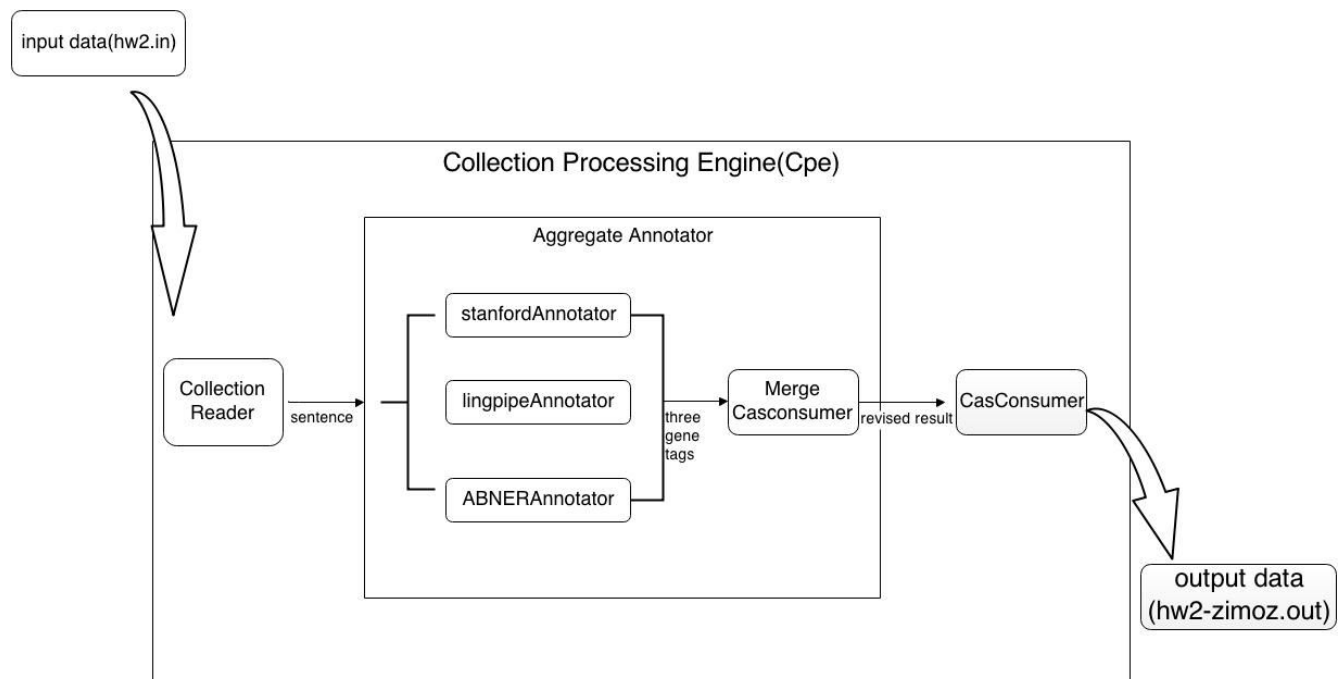 input data(hw2.in)
Collection Processing Engine(Cpe)
Aggregate Annotator
stanfordAnnotator
Collection
Reader
sentence
lingpipeAnnotator
three
gene
tags
Merge
Casconsumer
revised result
CasConsumer
ABNERAnnotator
output data
(hw2-zimoz.out)